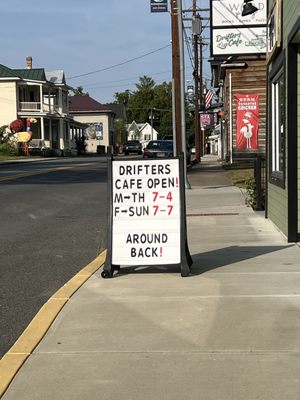 Drifters
Cafe
DRIFTERS
CAFE OPEN!
M→TH 7-4
F→SUN 7-7
AROUND
BACK!